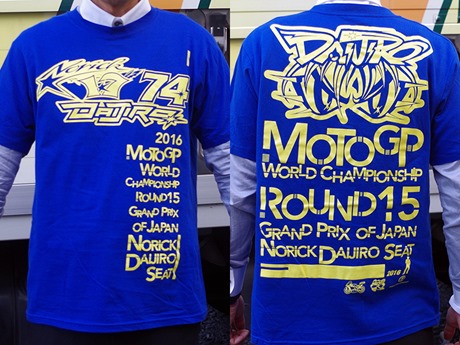 Norick
74
DAIJIRO
2016
MOTOGP
WORLD
CHAMPIONSHIP
ROUND15
GRAND PRIX
OF JAPAN
NORICK
DAIJIRO
SEAT
DAIJIRO
MOTOGP
WORLD CHAMPIONSHIP
ROUND15
GRAND PRIX OF JAPAN
NORICK DAIJIRO SEAT
2016